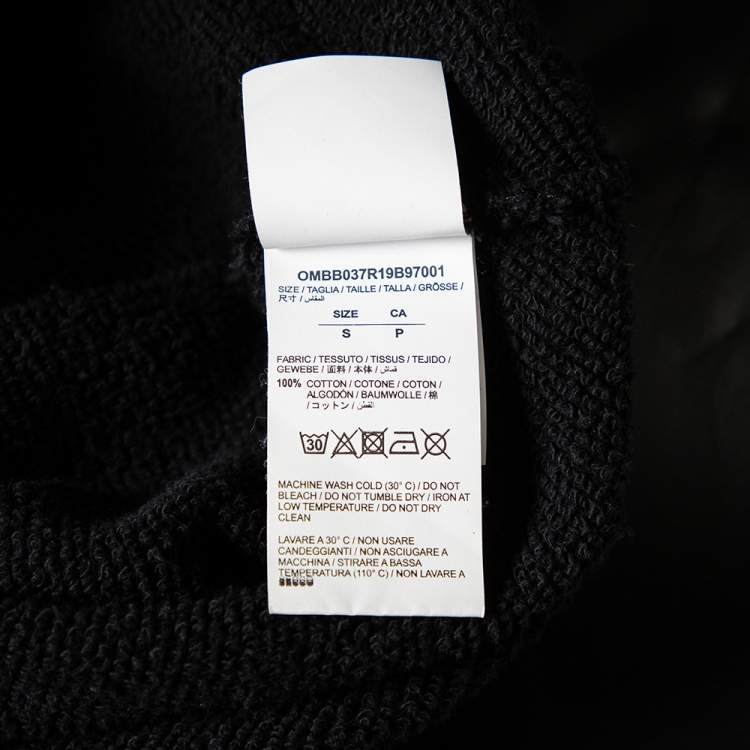 OMBB037R19B97001
SIZE / TAGLIA / TAILLE / TALLA / GRÖSSE /
尺寸 / المقاس
SIZE CA
S P
FABRIC / TESSUTO / TISSUS / TEJIDO /
GEWEBE / 面料 / 本体 / قماش
100% COTTON / COTONE / COTON /
ALGODÓN / BAUMWOLLE / 棉
/ コットン / القطن
30
MACHINE WASH COLD (30° C) / DO NOT
BLEACH / DO NOT TUMBLE DRY / IRON AT
LOW TEMPERATURE / DO NOT DRY
CLEAN
LAVARE A 30° C / NON USARE
CANDEGGIANTI / NON ASCIUGARE A
MACCHINA / STIRARE A BASSA
TEMPERATURA (110° C) / NON LAVARE A